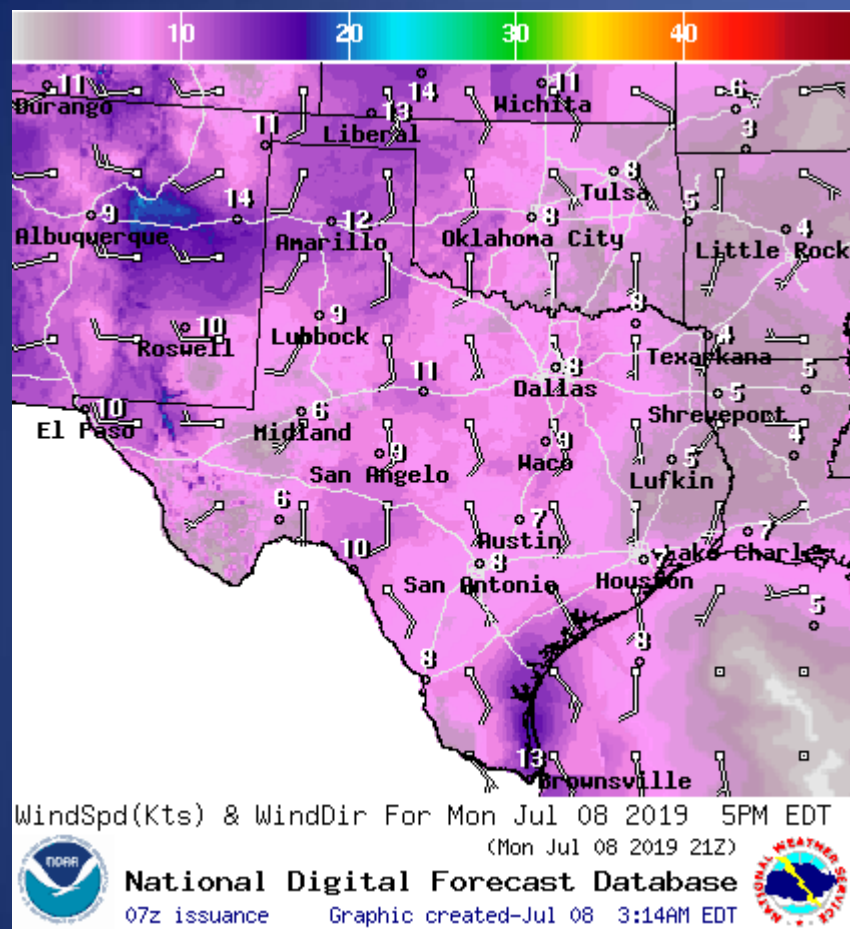 10 20 30 40
11 14 11 6
Durango 13 Wichita
11 Liberal 3
8
Tulsa
9 14 12 8 5 4
Albuquerque Amarillo Oklahoma City Little Rock
10 9 8
Roswell Lubbock 4
Texarkana
11 8
Dallas 5
10 6 Shreveport
El Paso Midland 9 9 5 4
San Angelo Waco Lufkin
6 7 7
Austin Lake Charles
10 8 7
San Antonio Houston
5
8 8
13
Brownsville
WindSpd(Kts) & WindDir For Mon Jul 08 2019 5PM EDT
(Mon Jul 08 2019 21Z)
NOAA
National Digital Forecast Database
07z issuance Graphic created-Jul 08 3:14AM EDT
NATIONAL WEATHER SERVICE